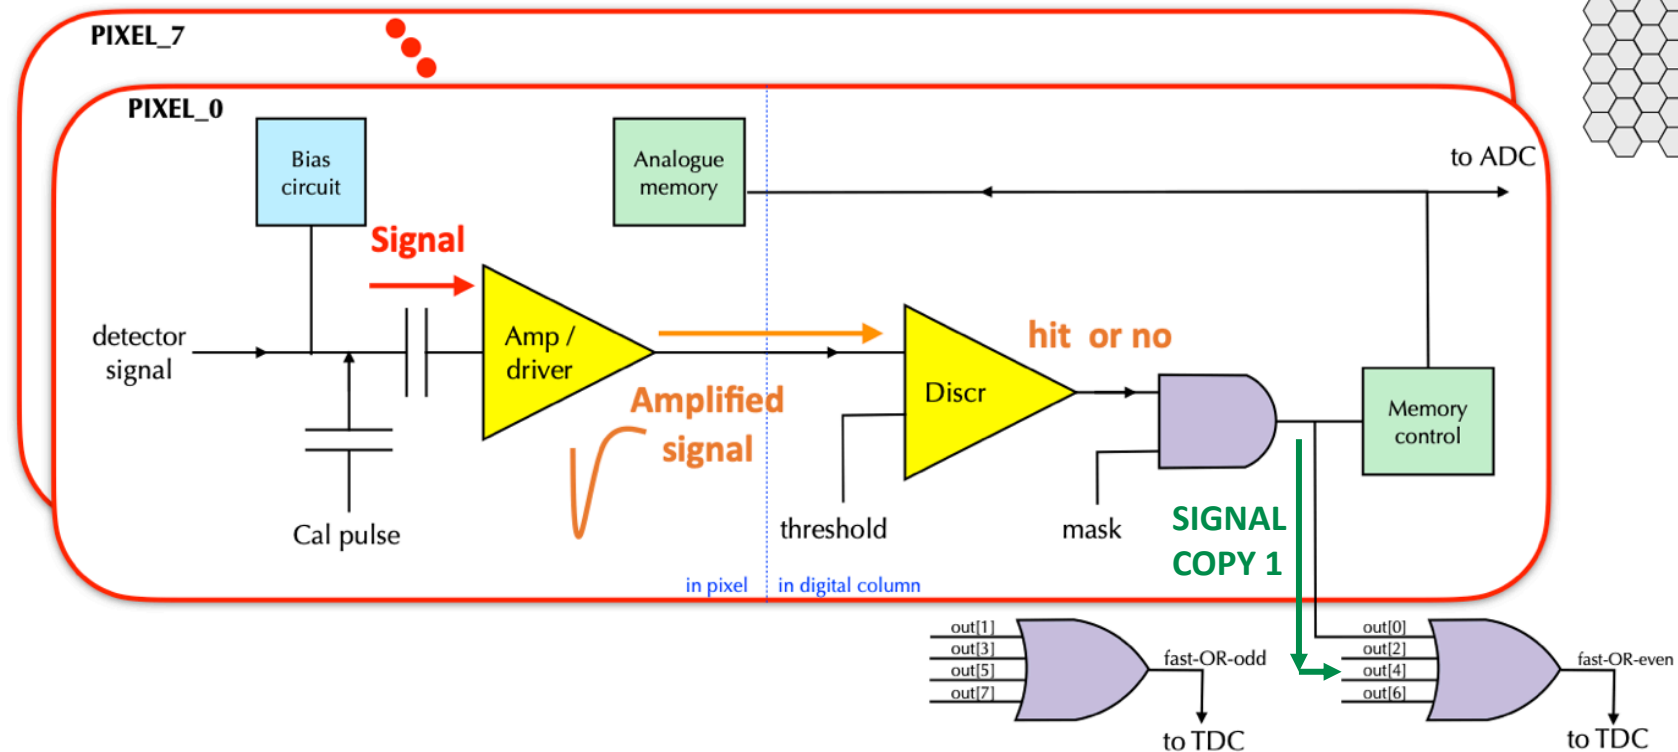 PIXEL_7
PIXEL_0
Bias
circuit
Analogue
memory
to ADC
Signal
detector
signal
Amp /
driver
hit or no
Discr
Amplified
signal
Memory
control
Cal pulse
threshold
mask
SIGNAL
COPY 1
in pixel
in digital column
out[1]
out[3]
out[5]
out[7]
fast-OR-odd
to TDC
out[0]
out[2]
out[4]
out[6]
fast-OR-even
to TDC